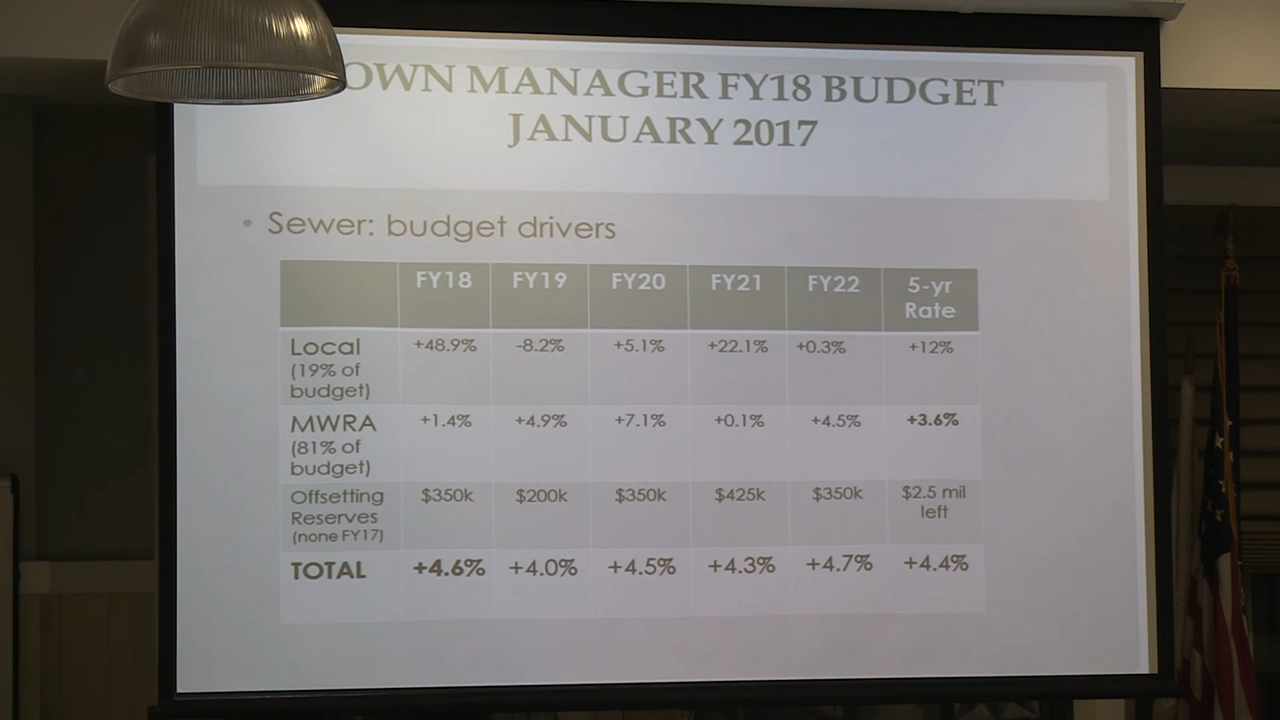 OWN MANAGER FY18 BUDGET
JANUARY 2017
• Sewer: budget drivers
FY18 FY19 FY20 FY21 FY22 5-yr Rate
Local (19% of budget) +48.9% -8.2% +5.1% +22.1% +0.3% +12%
MWRA (81% of budget) +1.4% +4.9% +7.1% +0.1% +4.5% +3.6%
Offsetting Reserves (none FY17) $350k $200k $350k $425k $350k $2.5 mil left
TOTAL +4.6% +4.0% +4.5% +4.3% +4.7% +4.4%